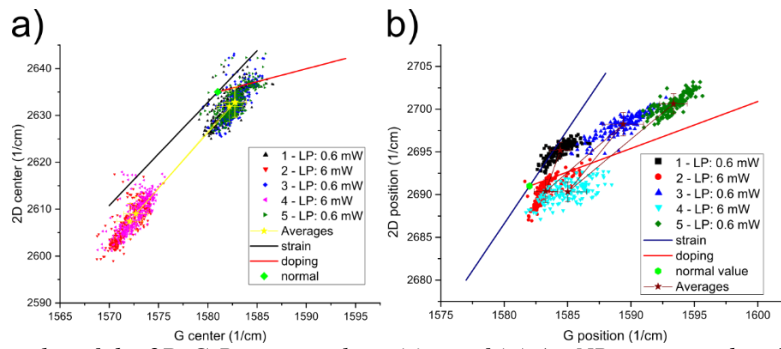 a)
b)
2D center (1/cm)
2640
2630
2620
2610
2600
2590
1565 1570 1575 1580 1585 1590 1595
G center (1/cm)
1 - LP: 0.6 mW
2 - LP: 6 mW
3 - LP: 0.6 mW
4 - LP: 6 mW
5 - LP: 0.6 mW
Averages
strain
doping
normal
2D position (1/cm)
2705
2700
2695
2690
2685
2680
1575 1580 1585 1590 1595 1600
G position (1/cm)
1 - LP: 0.6 mW
2 - LP: 6 mW
3 - LP: 0.6 mW
4 - LP: 6 mW
5 - LP: 0.6 mW
strain
doping
normal value
Averages